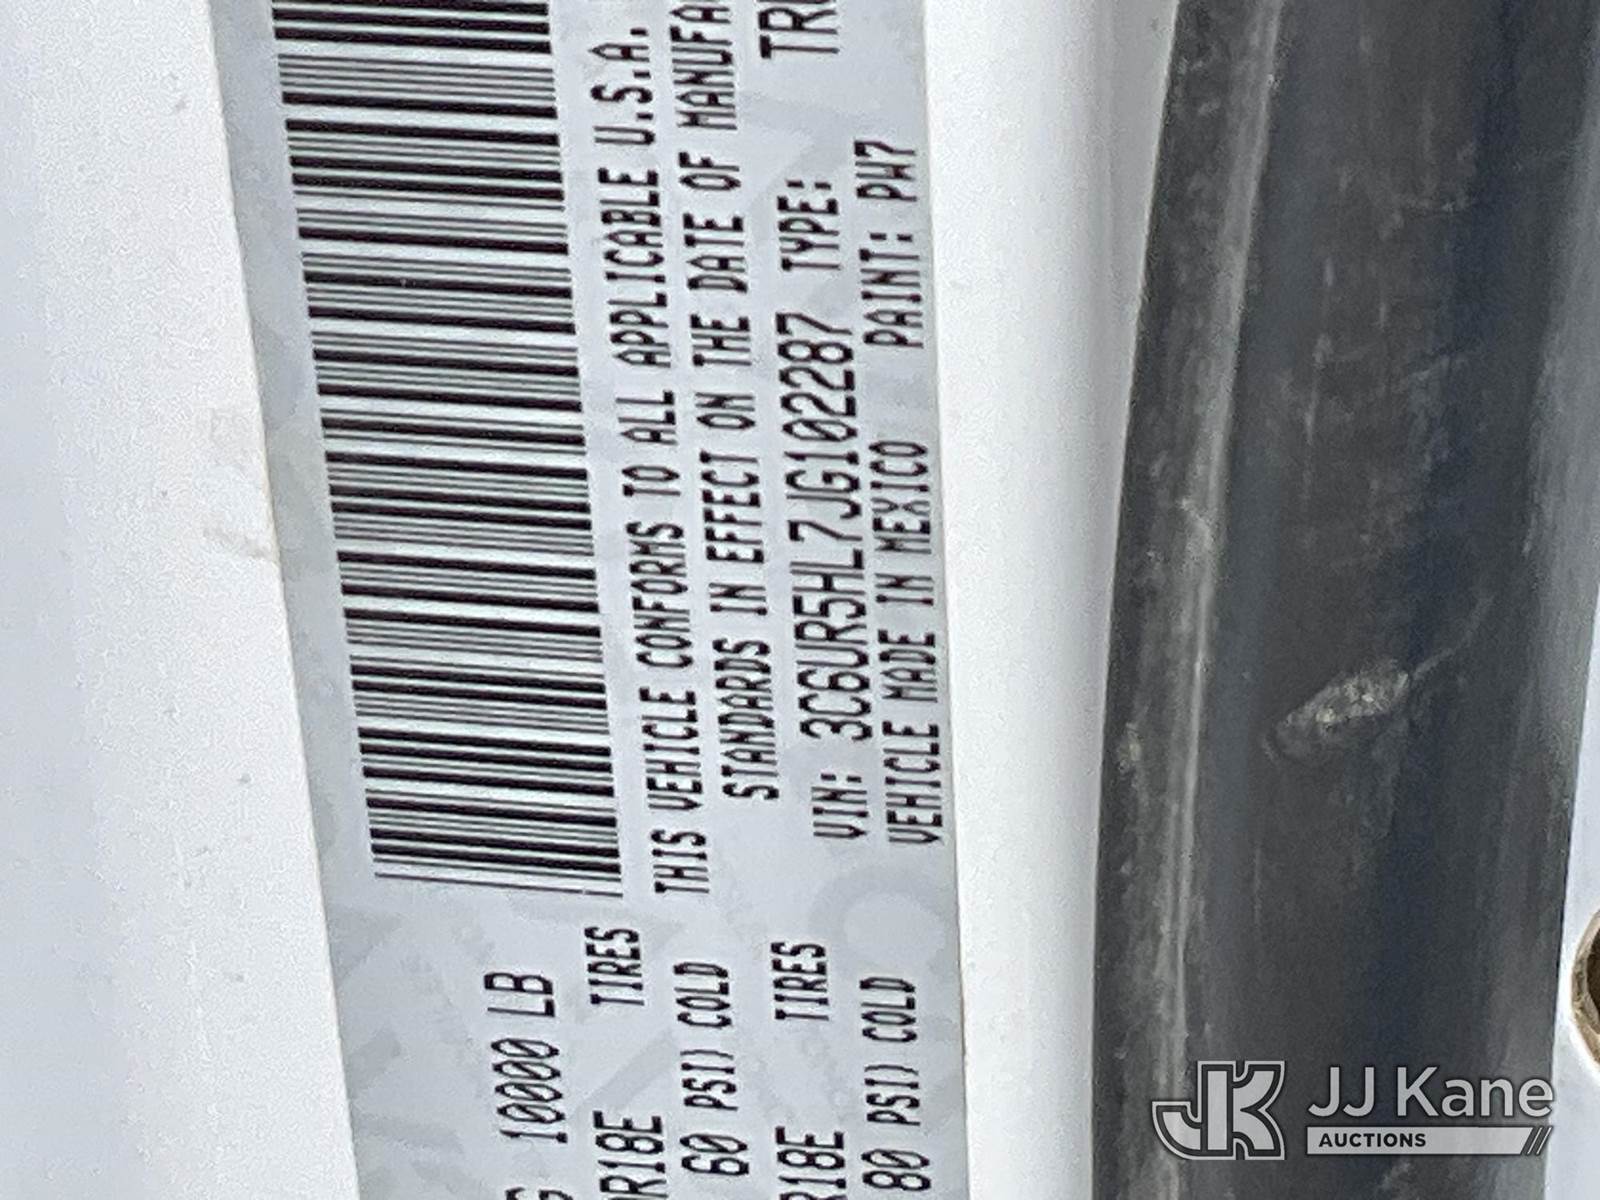 G 10000 LB
R18E TIRES
60 PSI) COLD
R18E TIRES
80 PSI) COLD
THIS VEHICLE CONFORMS TO ALL APPLICABLE U.S.A.
STANDARDS IN EFFECT ON THE DATE OF MANUFA
VIN: 3C6UR5HL7JG102287 TYPE: TRU
VEHICLE MADE IN MEXICO PAINT: PW7
JJ Kane
AUCTIONS